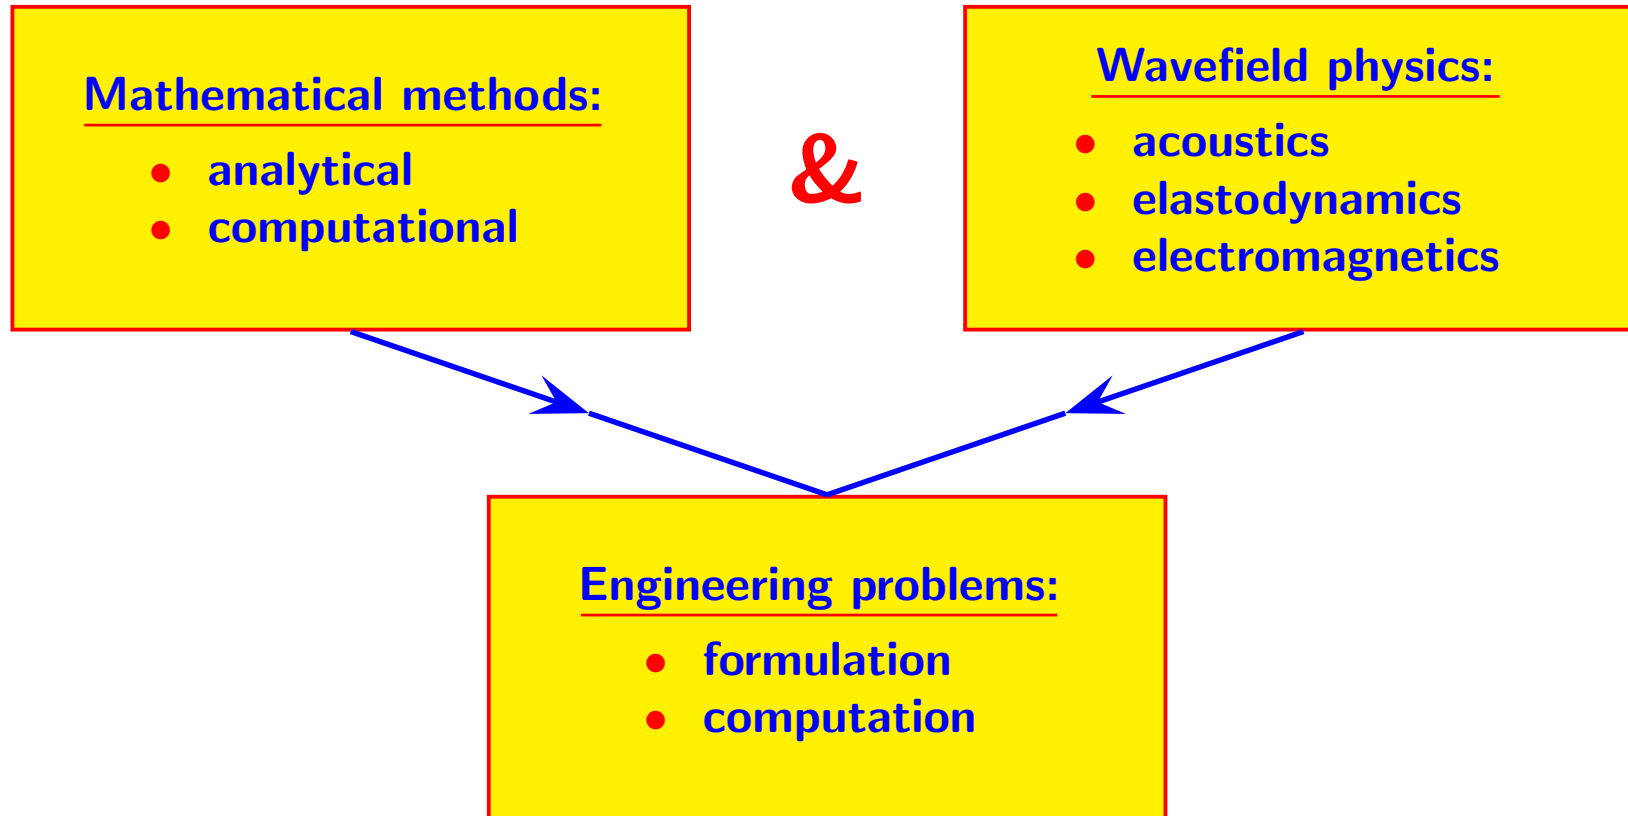 Mathematical methods:
• analytical
• computational
&
Wavefield physics:
• acoustics
• elastodynamics
• electromagnetics
Engineering problems:
• formulation
• computation